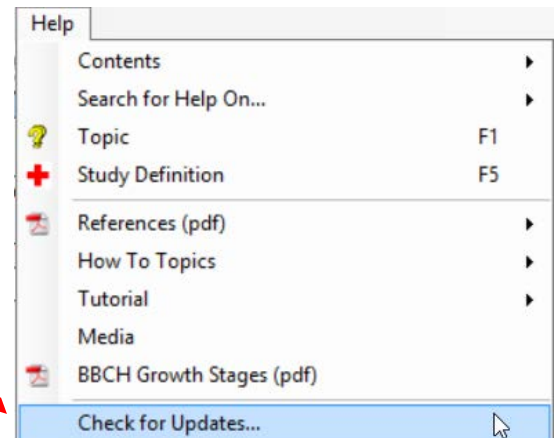 Help
Contents
Search for Help On...
Topic F1
Study Definition F5
References (pdf)
How To Topics
Tutorial
Media
BBCH Growth Stages (pdf)
Check for Updates...